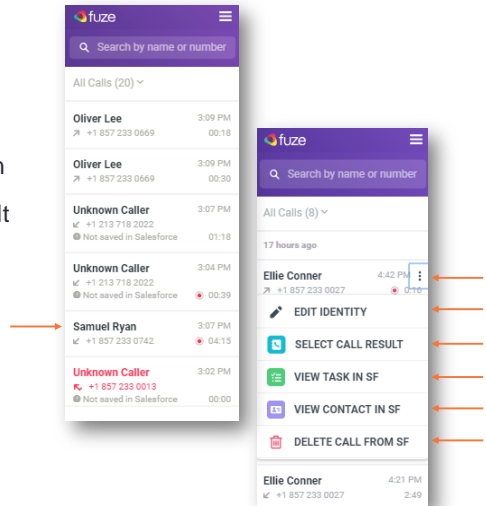 fuze
Search by name or number
All Calls (20)
Oliver Lee 3:09 PM
+1 857 233 0669 00:18
Oliver Lee 3:09 PM
+1 857 233 0669 00:30
Unknown Caller 3:07 PM
+1 213 718 2022
Not saved in Salesforce 01:18
Unknown Caller 3:04 PM
+1 213 718 2022
Not saved in Salesforce 00:39
Samuel Ryan 3:07 PM
+1 857 233 0742 04:15
Unknown Caller 3:02 PM
+1 857 233 0013
Not saved in Salesforce 00:00
fuze
Search by name or number
All Calls (8)
17 hours ago
Ellie Conner 4:42 PM
+1 857 233 0027 0:16
EDIT IDENTITY
SELECT CALL RESULT
VIEW TASK IN SF
VIEW CONTACT IN SF
DELETE CALL FROM SF
Ellie Conner 4:21 PM
+1 857 233 0027 2:49